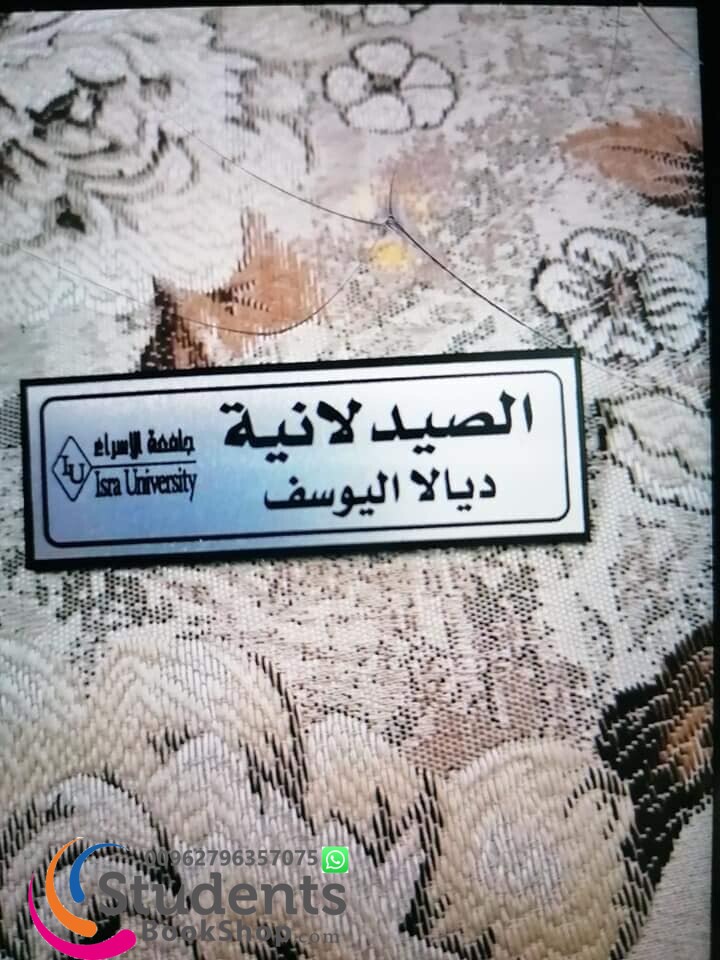 الصيدلانية
ديالا اليوسف
جامعة الإسراء
IU
Isra University
00962796357075
Students
BookShop.com